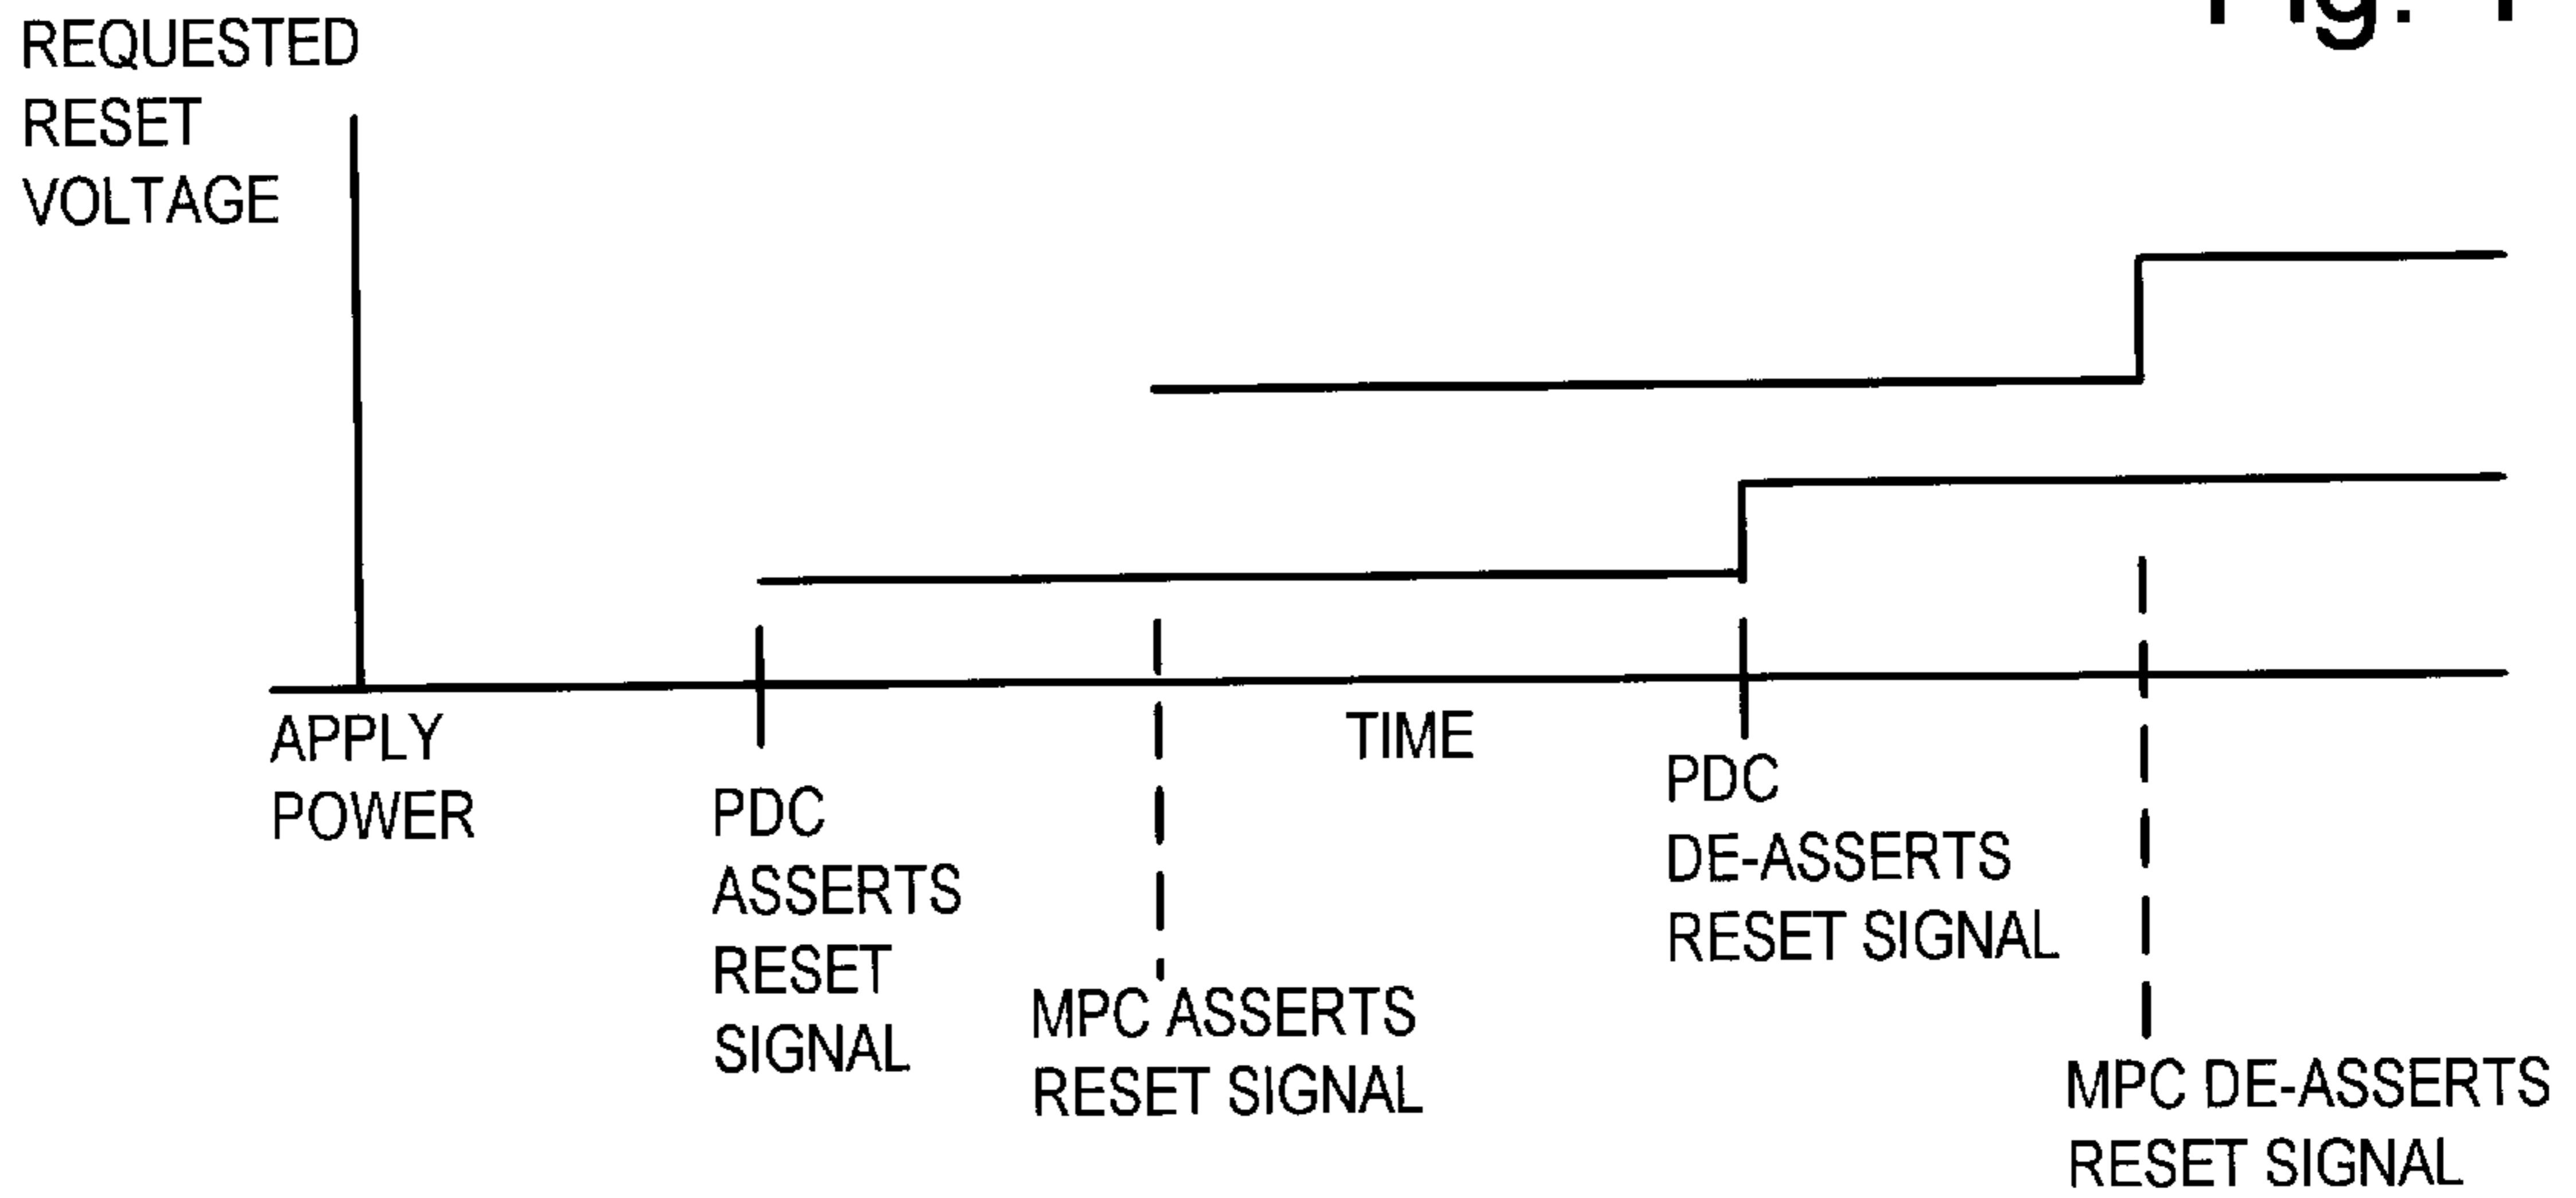 Fig.
REQUESTED
RESET
VOLTAGE
APPLY
POWER
PDC
ASSERTS
RESET
SIGNAL
MPC ASSERTS
RESET SIGNAL
TIME
PDC
DE-ASSERTS
RESET SIGNAL
MPC DE-ASSERTS
RESET SIGNAL